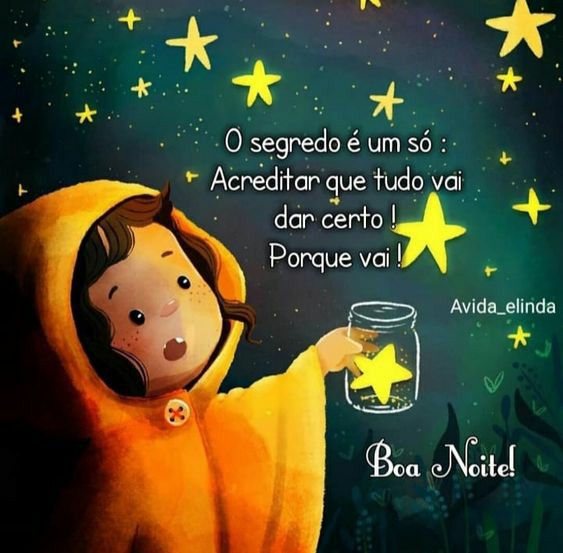 O segredo é um só :
Acreditar que tudo vai
dar certo !
Porque vai !
Avida_elinda
Boa Noite!